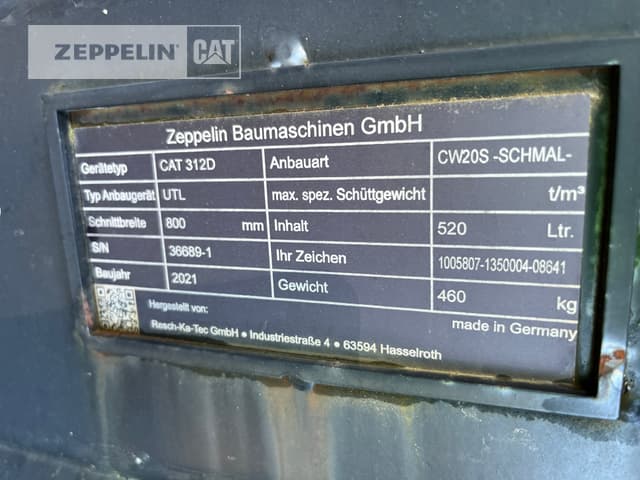 ZEPPELIN CAT
Zeppelin Baumaschinen GmbH
Gerätetyp CAT 312D Anbauart CW20S -SCHMAL-
Typ Anbaugerät UTL max. spez. Schüttgewicht t/m³
Schnittbreite 800 mm Inhalt 520 Ltr.
S/N 36689-1 Ihr Zeichen 1005807-1350004-08641
Baujahr 2021 Gewicht 460 kg
Hergestellt von: made in Germany
Resch-Ka-Tec GmbH • Industriestraße 4 • 63594 Hasselroth